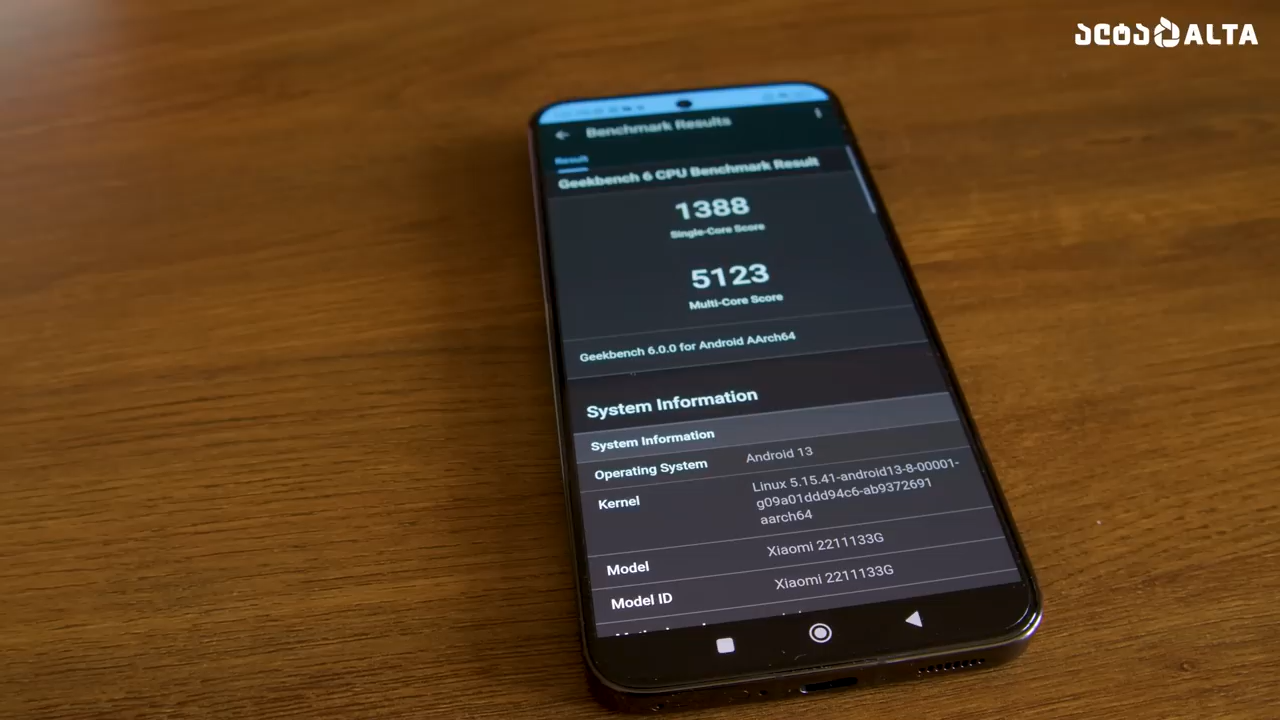 ალტა ALTA
Benchmark Results
Result
Geekbench 6 CPU Benchmark Result
1388
Single-Core Score
5123
Multi-Core Score
Geekbench 6.0.0 for Android AArch64
System Information
System Information
Operating System Android 13
Kernel Linux 5.15.41-android13-8-00001-
g09a01ddd94c6-ab9372691
aarch64
Model Xiaomi 2211133G
Model ID Xiaomi 2211133G